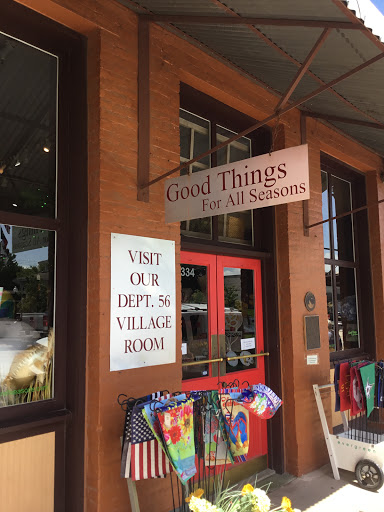 Good Things
For All Seasons
334
VISIT
OUR
DEPT. 56
VILLAGE
ROOM